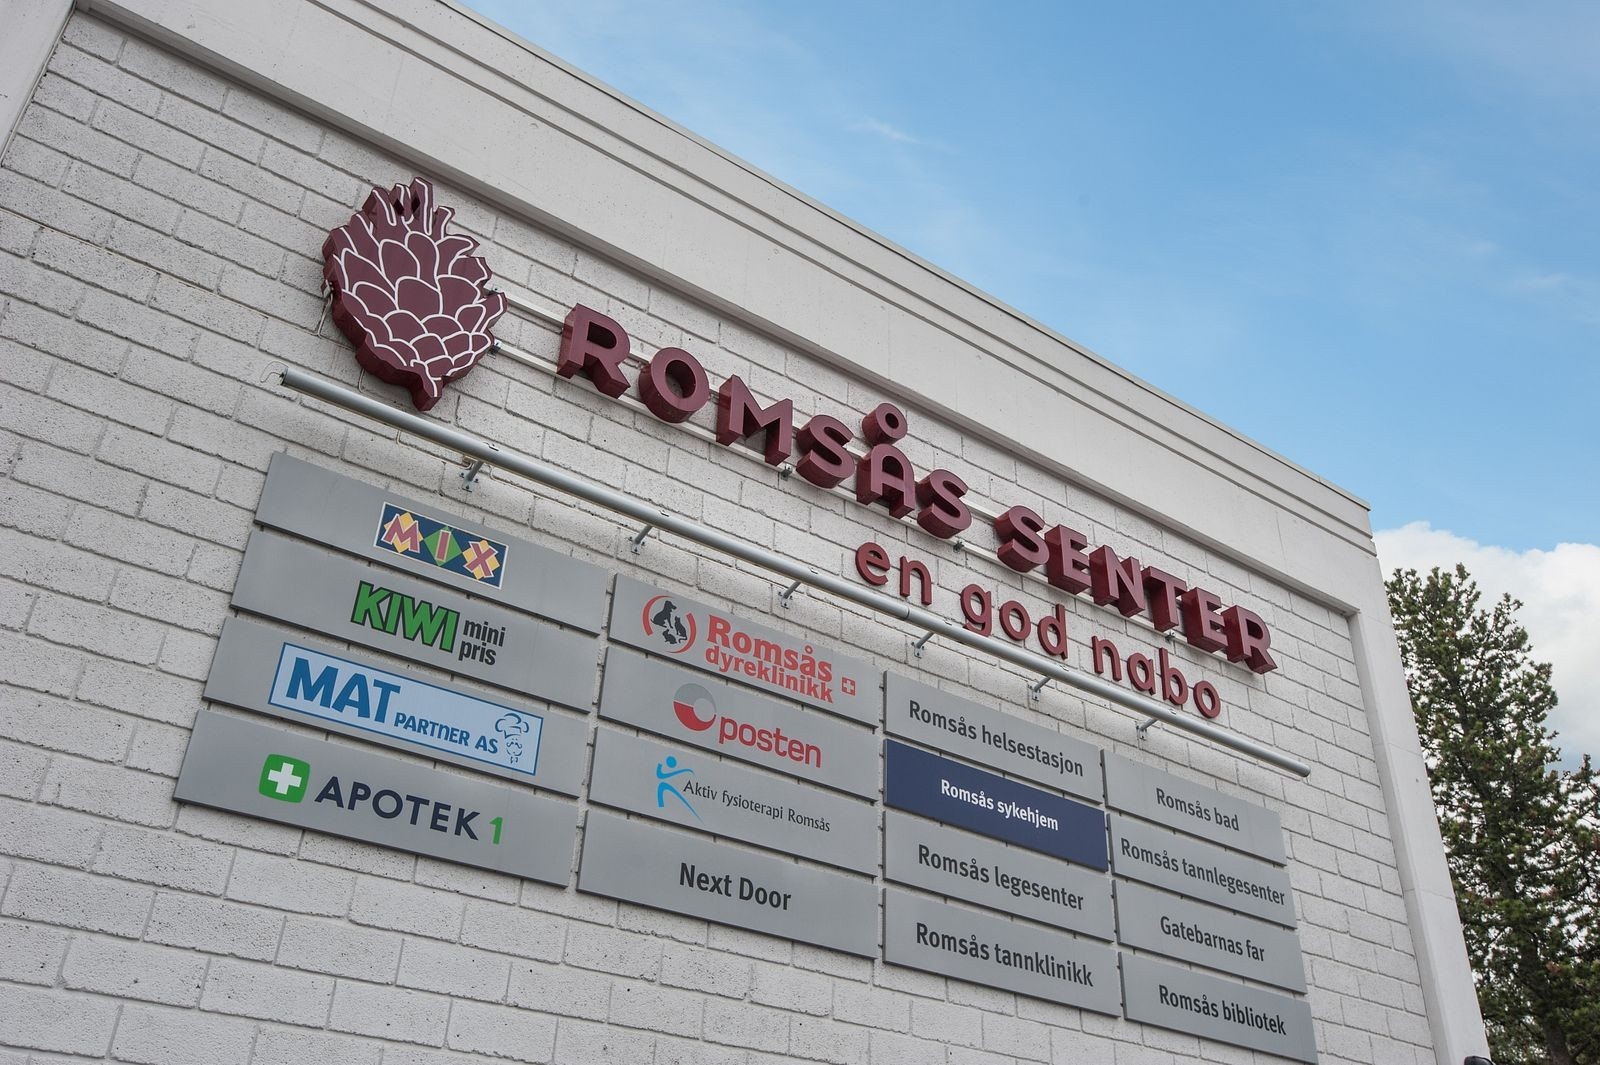 ROMSÅS SENTER
en god nabo
MIX
KIWI mini
pris
MAT PARTNER AS
APOTEK 1
Romsås
dyreklinikk
posten
Aktiv fysioterapi Romsås
Next Door
Romsås helsestasjon
Romsås sykehjem
Romsås legesenter
Romsås tannklinikk
Romsås bad
Romsås tannlegesenter
Gatebarnas far
Romsås bibliotek